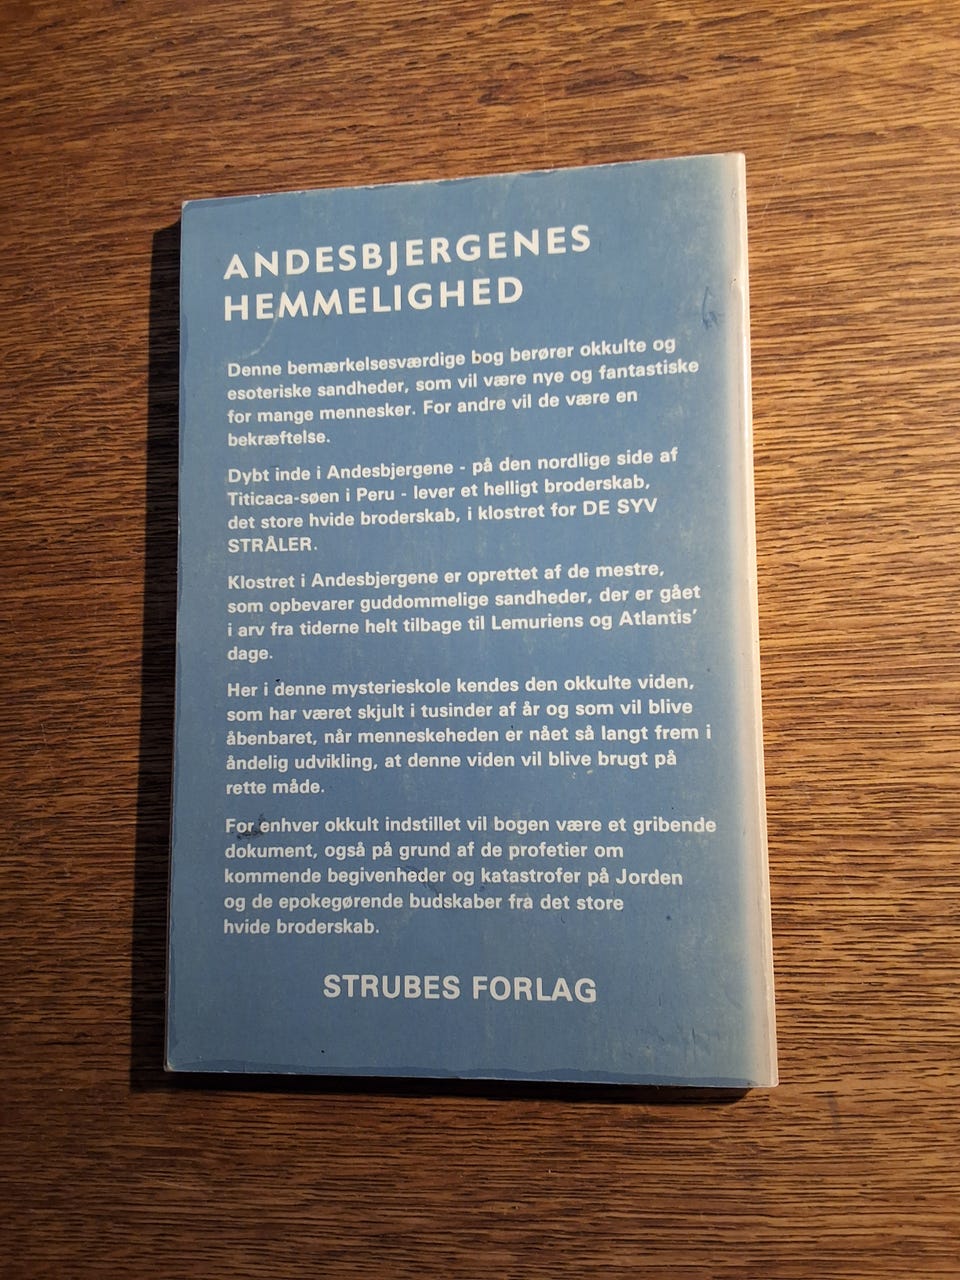 ANDESBJERGENES
HEMMELIGHED
Denne bemærkelsesværdige bog berører okkulte og
esoteriske sandheder, som vil være nye og fantastiske
for mange mennesker. For andre vil de være en
bekræftelse.
Dybt inde i Andesbjergene - på den nordlige side af
Titicaca-søen i Peru - lever et helligt broderskab,
det store hvide broderskab, i klostret for DE SYV
STRÅLER.
Klostret i Andesbjergene er oprettet af de mestre,
som opbevarer guddommelige sandheder, der er gået
i arv fra tiderne helt tilbage til Lemuriens og Atlantis'
dage.
Her i denne mysterieskole kendes den okkulte viden,
som har været skjult i tusinder af år og som vil blive
åbenbaret, når menneskeheden er nået så langt frem i
åndelig udvikling, at denne viden vil blive brugt på
rette måde.
For enhver okkult indstillet vil bogen være et gribende
dokument, også på grund af de profetier om
kommende begivenheder og katastrofer på Jorden
og de epokegørende budskaber fra det store
hvide broderskab.
STRUBES FORLAG